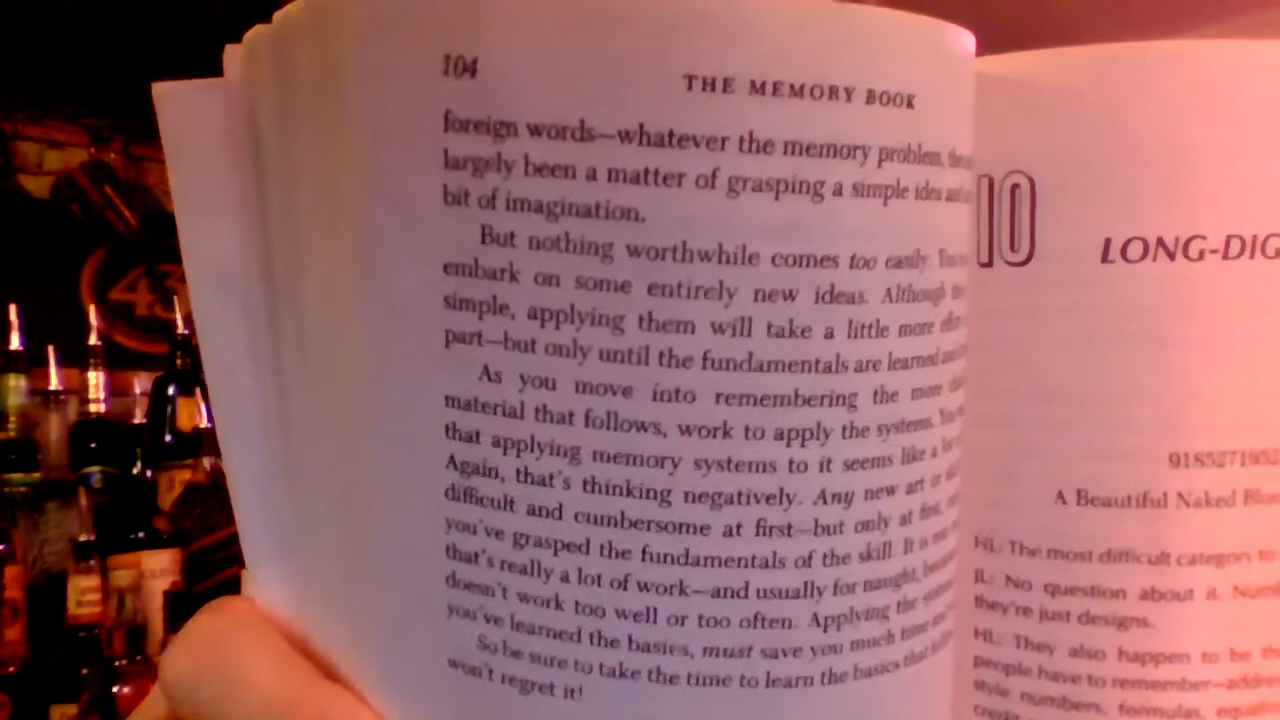 104
THE MEMORY BOOK
foreign words—whatever the memory problem,
largely been a matter of grasping a simple idea
bit of imagination.
But nothing worthwhile comes too easily.
embark on some entirely new ideas. Although
simple, applying them will take a little more
part—but only until the fundamentals are learned
As you move into remembering the more
material that follows, work to apply the systems.
that applying memory systems to it seems like a
Again, that's thinking negatively. Any new art or
difficult and cumbersome at first—but only at first,
you've grasped the fundamentals of the skill. It is
that's really a lot of work—and usually for naught,
doesn't work too well or too often. Applying the
you've learned the basics, must save you much time
So be sure to take the time to learn the basics that
won't regret it!
10
LONG-DIG
A Beautiful Naked
HL: The most difficult category to
JL: No question about it.
they're just designs.
HL: They also happen to be
people have to remember—
style numbers, formulas,
43